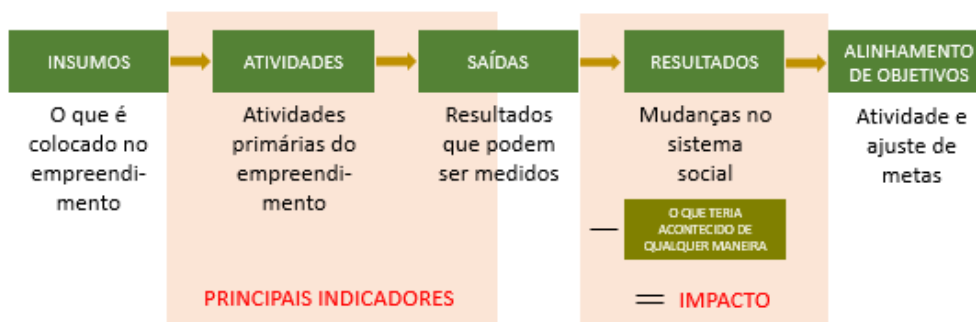 INSUMOS
O que é
colocado no
empreendi-
mento
ATIVIDADES
Atividades
primárias do
empreendi-
mento
SAÍDAS
Resultados
que podem
ser medidos
RESULTADOS
Mudanças no
sistema
social
O QUE TERIA
ACONTECIDO DE
QUALQUER MANEIRA
ALINHAMENTO
DE OBJETIVOS
Atividade e
ajuste de
metas
PRINCIPAIS INDICADORES
IMPACTO